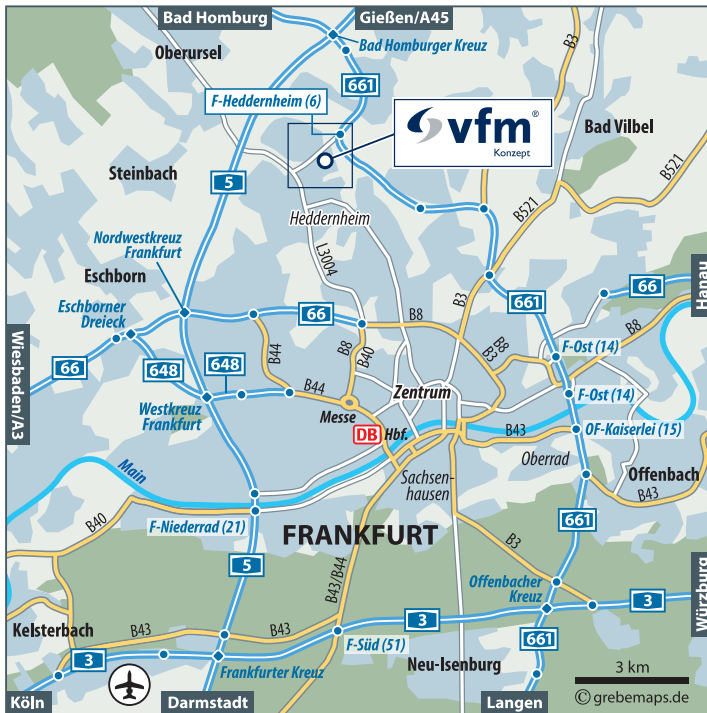 Bad Homburg
Gießen/A45
Oberursel
Bad Homburger Kreuz
B3
661
F-Heddernheim (6)
vfm®
Konzept
Bad Vilbel
Steinbach
5
B521
B521
Heddernheim
Nordwestkreuz
Frankfurt
L3004
Eschborn
B3
Hanau
661
66
Eschborner
Dreieck
66
B8
B8
Wiesbaden/A3
66
648
648
B44
B8
B40
B8
B3
F-Ost (14)
B44
Zentrum
F-Ost (14)
Westkreuz
Frankfurt
Messe
DB Hbf.
B43
OF-Kaiserlei (15)
Main
Sachsen-
hausen
Oberrad
Offenbach
B43
B40
F-Niederrad (21)
FRANKFURT
661
B3
5
B43/B44
Offenbacher
Kreuz
3
3
Würzburg
Kelsterbach
B43
B43
3
F-Süd (51)
661
Frankfurter Kreuz
Neu-Isenburg
3 km
Köln
Darmstadt
Langen
© grebemaps.de